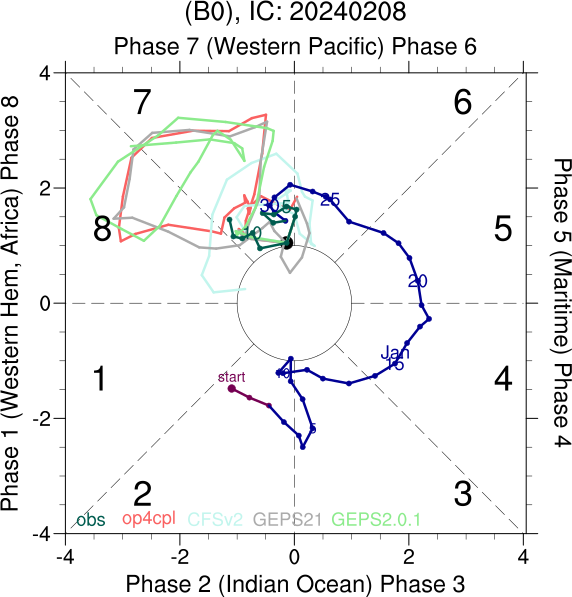 (B0), IC: 20240208
Phase 7 (Western Pacific) Phase 6
4
7
6
Phase 1 (Western Hem, Africa) Phase 8
Phase 5 (Maritime) Phase 4
2
30
5
25
8
10
5
20
0
Jan
15
start
10
1
4
-2
5
2
3
obs
op4cpl
CFSv2
GEPS21
GEPS2.0.1
-4
-4
-2
0
2
4
Phase 2 (Indian Ocean) Phase 3